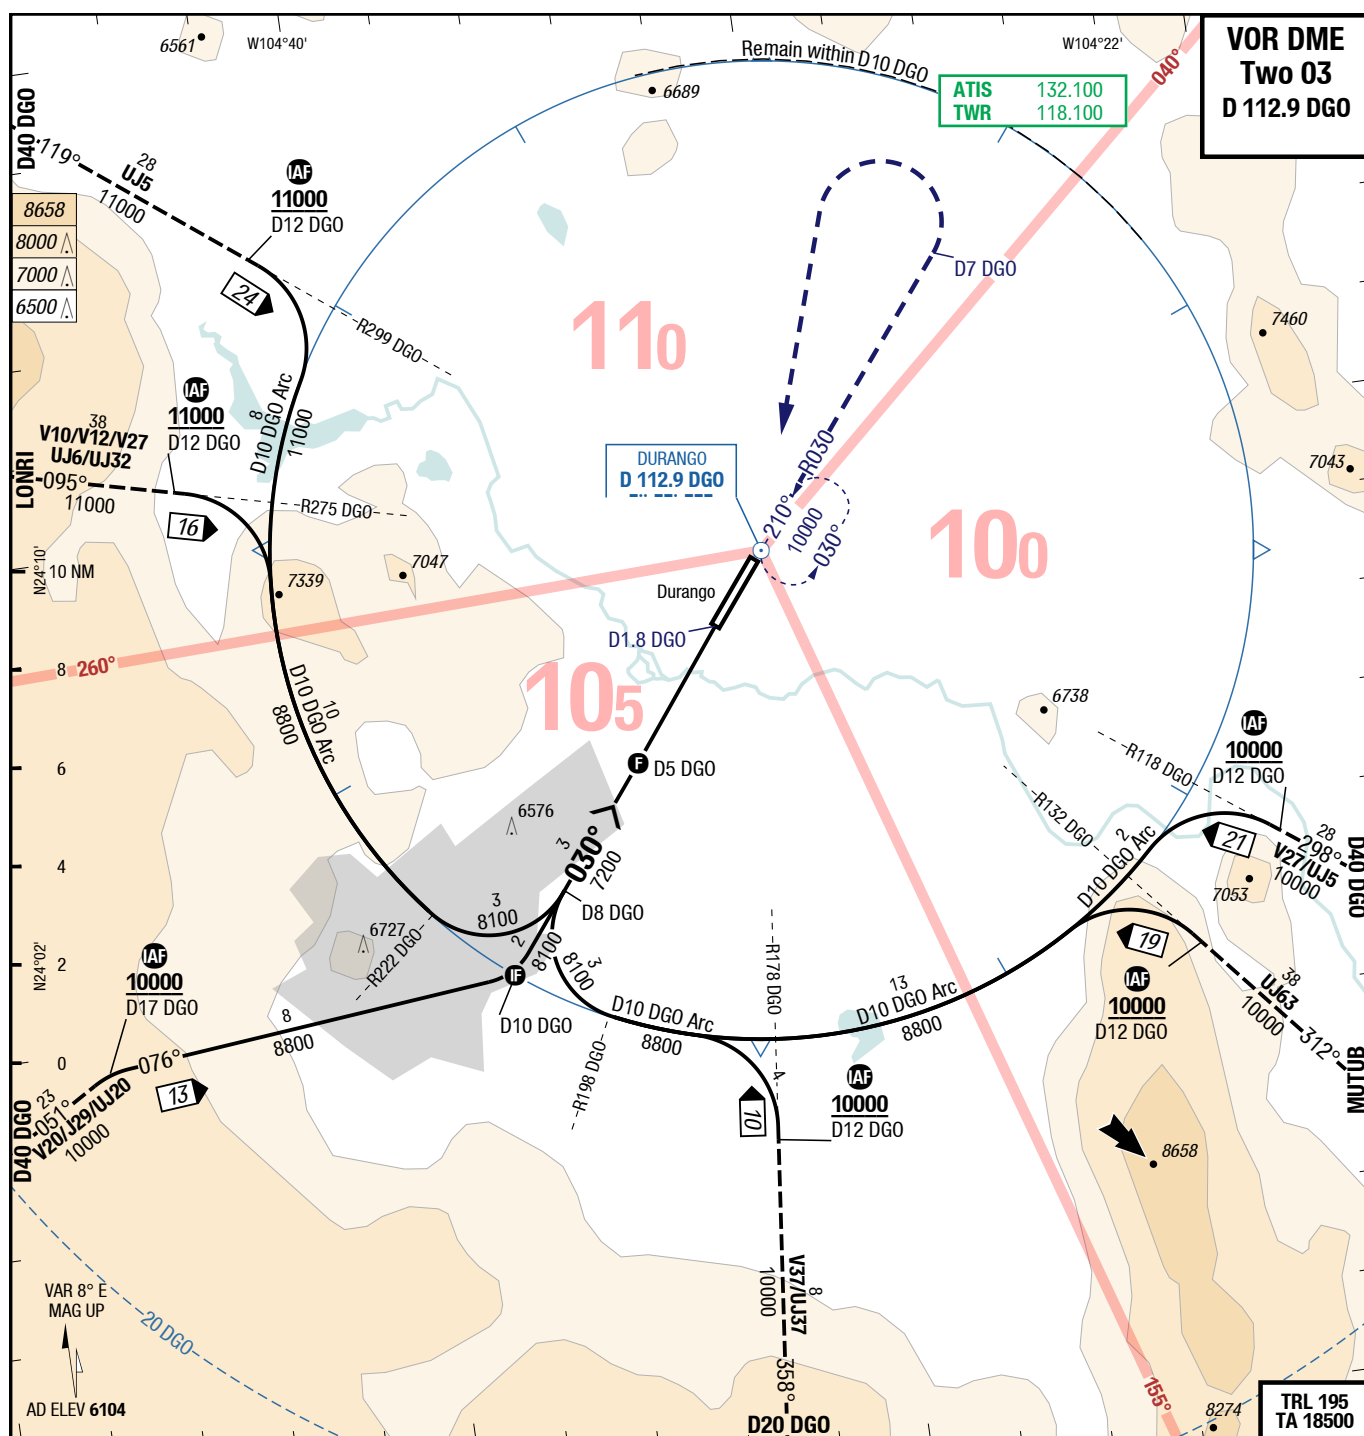 VOR DME
Two 03
D 112.9 DGO
6561
W104°40'
Remain within D10 DGO
W104°22'
040°
6689
ATIS 132.100
TWR 118.100
D40 DGO
119°
28
UJ5
11000
IAF
11000
D12 DGO
8658
8000
7000
6500
24
R299 DGO
D7 DGO
110
7460
IAF
11000
D12 DGO
38
V10/V12/V27
UJ6/UJ32
LONRI
095°
11000
16
R275 DGO
8
D10 DGO Arc
11000
DURANGO
D 112.9 DGO
R030
210°
10000
030°
100
7043
N24°10'
10 NM
7339
7047
Durango
D1.8 DGO
8
260°
105
10
D10 DGO Arc
8800
6738
IAF
10000
D12 DGO
R118 DGO
R132 DGO
6
F
D5 DGO
6576
3
030°
7200
2
D10 DGO Arc
21
28
298°
V27/UJ5
10000
D40 DGO
7053
4
3
8100
D8 DGO
6727
R222 DGO
2
8100
3
8100
19
N24°02'
2
IAF
10000
D17 DGO
IF
D10 DGO
R178 DGO
13
D10 DGO Arc
8800
D10 DGO Arc
8800
IAF
10000
D12 DGO
38
UJ63
10000
312°
MUTUB
8
8800
0
076°
13
R198 DGO
4
10
IAF
10000
D12 DGO
23
051°
V20/J29/UJ20
10000
D40 DGO
8658
8
V37/UJ37
10000
358°
D20 DGO
VAR 8° E
MAG UP
20 DGO
AD ELEV 6104
155°
8274
TRL 195
TA 18500